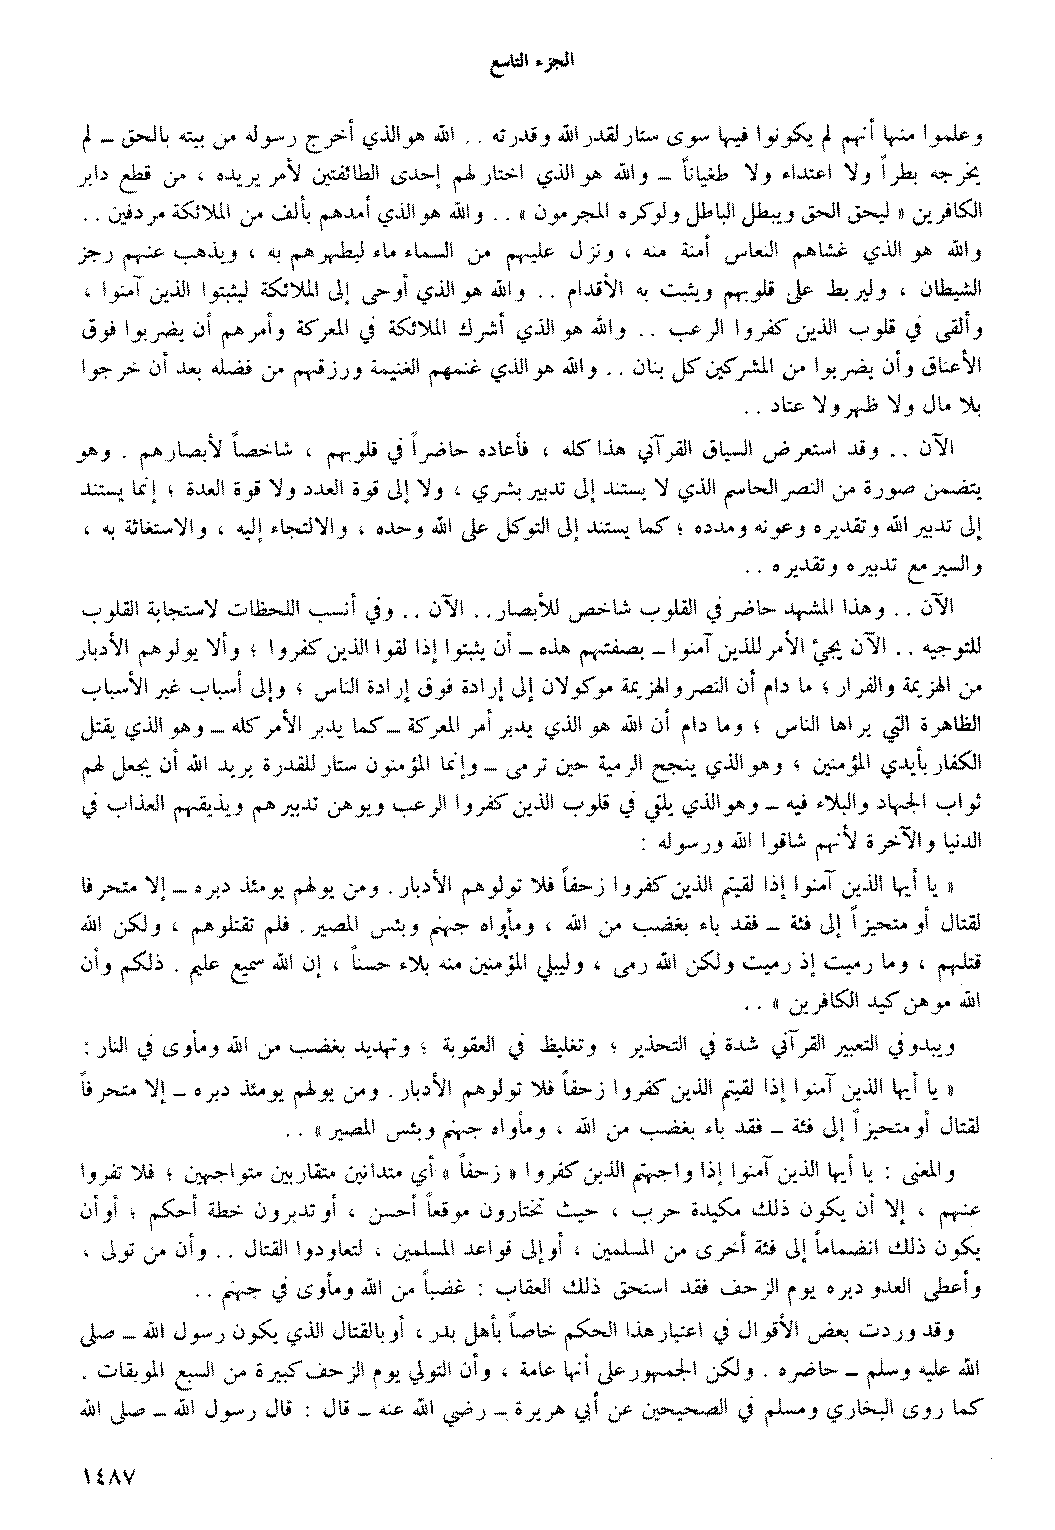 الجزء التاسع
وعلموا منها أنهم لم يكونوا فيها سوى ستار لقدر الله وقدرته .. الله هو الذي أخرج رسوله من بيته بالحق – لم
يخرجه بطراً ولا اعتداء ولا طغياناً – والله هو الذي اختار لهم إحدى الطائفتين لأمر يريده ، من قطع دابر
الكافرين « ليحق الحق ويبطل الباطل ولو كره المجرمون » .. والله هو الذي أمدهم بألف من الملائكة مردفين ..
والله هو الذي غشاهم النعاس أمنة منه ، ونزل عليهم من السماء ماء ليطهرهم به ، ويذهب عنهم رجز
الشيطان ، وليربط على قلوبهم ويثبت به الأقدام .. والله هو الذي أوحى إلى الملائكة ليثبتوا الذين آمنوا ،
وألقى في قلوب الذين كفروا الرعب .. والله هو الذي أشرك الملائكة في المعركة وأمرهم أن يضربوا فوق
الأعناق وأن يضربوا من المشركين كل بنان .. والله هو الذي غنمهم الغنيمة ورزقهم من فضله بعد أن خرجوا
بلا مال ولا ظهر ولا عتاد ..
الآن .. وقد استعرض السياق القرآني هذا كله ، فأعاده حاضراً في قلوبهم ، شاخصاً لأبصارهم . وهو
يتضمن صورة من النصر الحاسم الذي لا يستند إلى تدبير بشري ، ولا إلى قوة العدد ولا قوة العدة ؛ إنما يستند
إلى تدبير الله وتقديره وعونه ومدده ؛ كما يستند إلى التوكل على الله وحده ، والالتجاء إليه ، والاستغاثة به ،
والسير مع تدبيره وتقديره ..
الآن .. وهذا المشهد حاضر في القلوب شاخص للأبصار .. الآن .. وفي أنسب اللحظات لاستجابة القلوب
للتوجيه .. الآن يجيْ الأمر للذين آمنوا – بصفتهم هذه – أن يثبتوا إذا لقوا الذين كفروا ؛ وألا يولوهم الأدبار
من الهزيمة والفرار ؛ ما دام أن النصر والهزيمة موكولان إلى إرادة فوق إرادة الناس ؛ وإلى أسباب غير الأسباب
الظاهرة التي يراها الناس ؛ وما دام أن الله هو الذي يدبر أمر المعركة – كما يدبر الأمر كله – وهو الذي يقتل
الكفار بأيدي المؤمنين ؛ وهو الذي ينجح الرمية حين ترمى – وإنما المؤمنون ستار للقدرة يريد الله أن يجعل لهم
ثواب الجهاد والبلاء فيه – وهو الذي يلقي في قلوب الذين كفروا الرعب ويوهن تدبيرهم ويذيقهم العذاب في
الدنيا والآخرة لأنهم شاقوا الله ورسوله :
« يا أيها الذين آمنوا إذا لقيتم الذين كفروا زحفاً فلا تولوهم الأدبار . ومن يولهم يومئذ دبره – إلا متحرفا
لقتال أو متحيزاً إلى فئة – فقد باء بغضب من الله ، ومأواه جهنم وبئس المصير . فلم تقتلوهم ، ولكن الله
قتلهم ، وما رميت إذ رميت ولكن الله رمى ، وليبلي المؤمنين منه بلاء حسناً ، إن الله سميع عليم . ذلكم وأن
الله موهن كيد الكافرين » ..
ويبدو في التعبير القرآني شدة في التحذير ؛ وتغليظ في العقوبة ؛ وتهديد بغضب من الله ومأوى في النار :
« يا أيها الذين آمنوا إذا لقيتم الذين كفروا زحفاً فلا تولوهم الأدبار . ومن يولهم يومئذ دبره – إلا متحرفاً
لقتال أو متحيزاً إلى فئة – فقد باء بغضب من الله ، ومأواه جهنم وبئس المصير » ..
والمعنى : يا أيها الذين آمنوا إذا واجهتم الذين كفروا « زحفاً » أي متدانين متقاربين متواجهين ؛ فلا تفروا
عنهم ، إلا أن يكون ذلك مكيدة حرب ، حيث تختارون موقعاً أحسن ، أو تدبرون خطة أحكم ؛ أو أن
يكون ذلك انضماماً إلى فئة أخرى من المسلمين ، أو إلى قواعد المسلمين ، لتعاودوا القتال .. وأن من تولى ،
وأعطى العدو دبره يوم الزحف فقد استحق ذلك العقاب : غضباً من الله ومأوى في جهنم ..
وقد وردت بعض الأقوال في اعتبار هذا الحكم خاصاً بأهل بدر ، أو بالقتال الذي يكون رسول الله – صلى
الله عليه وسلم – حاضره . ولكن الجمهور على أنها عامة ، وأن التولي يوم الزحف كبيرة من السبع الموبقات .
كما روى البخاري ومسلم في الصحيحين عن أبي هريرة – رضي الله عنه – قال : قال رسول الله – صلى الله
١٤٨٧